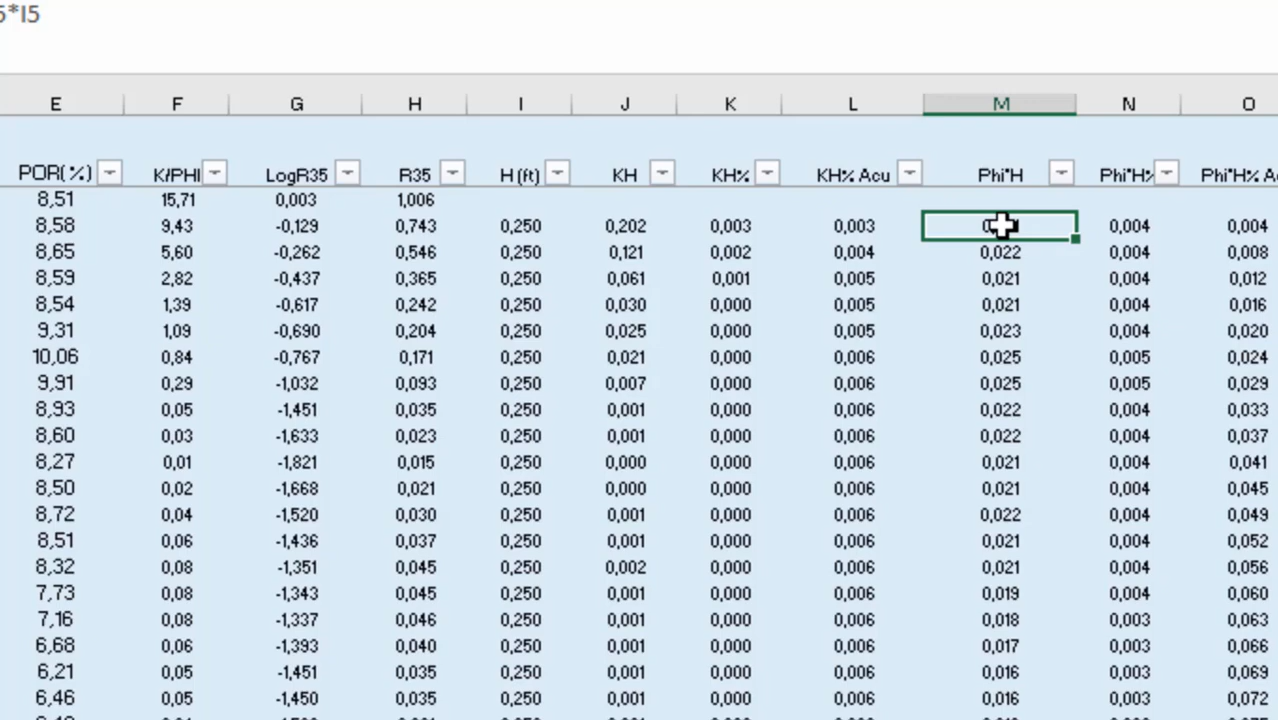 5*I5
E F G H I J K L M N O
POR(%) K/PHI LogR35 R35 H (ft) KH KH% KH% Acu Phi*H Phi*H% Phi*H% Ac
8,51 15,71 0,003 1,006
8,58 9,43 -0,129 0,743 0,250 0,202 0,003 0,003 0,004 0,004
8,65 5,60 -0,262 0,546 0,250 0,121 0,002 0,004 0,022 0,004 0,008
8,59 2,82 -0,437 0,365 0,250 0,061 0,001 0,005 0,021 0,004 0,012
8,54 1,39 -0,617 0,242 0,250 0,030 0,000 0,005 0,021 0,004 0,016
9,31 1,09 -0,690 0,204 0,250 0,025 0,000 0,005 0,023 0,004 0,020
10,06 0,84 -0,767 0,171 0,250 0,021 0,000 0,006 0,025 0,005 0,024
9,91 0,29 -1,032 0,093 0,250 0,007 0,000 0,006 0,025 0,005 0,029
8,93 0,05 -1,451 0,035 0,250 0,001 0,000 0,006 0,022 0,004 0,033
8,60 0,03 -1,633 0,023 0,250 0,001 0,000 0,006 0,022 0,004 0,037
8,27 0,01 -1,821 0,015 0,250 0,000 0,000 0,006 0,021 0,004 0,041
8,50 0,02 -1,668 0,021 0,250 0,000 0,000 0,006 0,021 0,004 0,045
8,72 0,04 -1,520 0,030 0,250 0,001 0,000 0,006 0,022 0,004 0,049
8,51 0,06 -1,436 0,037 0,250 0,001 0,000 0,006 0,021 0,004 0,052
8,32 0,08 -1,351 0,045 0,250 0,002 0,000 0,006 0,021 0,004 0,056
7,73 0,08 -1,343 0,045 0,250 0,001 0,000 0,006 0,019 0,004 0,060
7,16 0,08 -1,337 0,046 0,250 0,001 0,000 0,006 0,018 0,003 0,063
6,68 0,06 -1,393 0,040 0,250 0,001 0,000 0,006 0,017 0,003 0,066
6,21 0,05 -1,451 0,035 0,250 0,001 0,000 0,006 0,016 0,003 0,069
6,46 0,05 -1,450 0,035 0,250 0,001 0,000 0,006 0,016 0,003 0,072